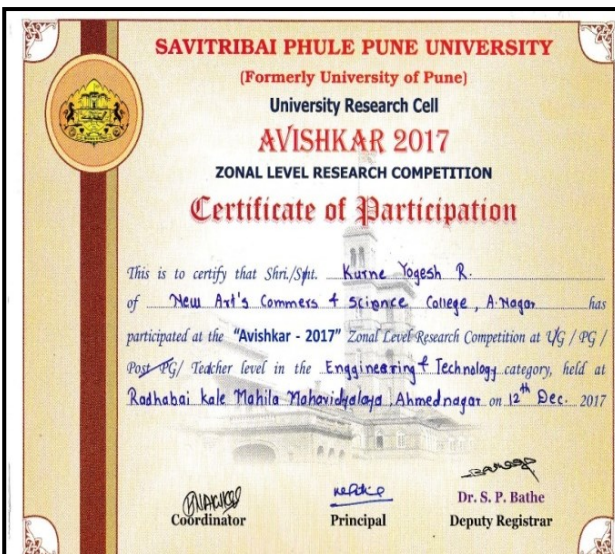 SAVITRIBAI PHULE PUNE UNIVERSITY
(Formerly University of Pune)
University Research Cell
AVISHKAR 2017
ZONAL LEVEL RESEARCH COMPETITION
Certificate of Participation
This is to certify that Shri./Smt. Kurne Yogesh R.
of New Art's Commers & Science College, A.Nagar has
participated at the "Avishkar - 2017" Zonal Level Research Competition at UG / PG /
Post PG/ Teacher level in the Enggineering & Technology category, held at
Radhabai kale Mahila Mahavidyalaya, Ahmednagar on 12th Dec. 2017
Coordinator
Principal
Dr. S. P. Bathe
Deputy Registrar